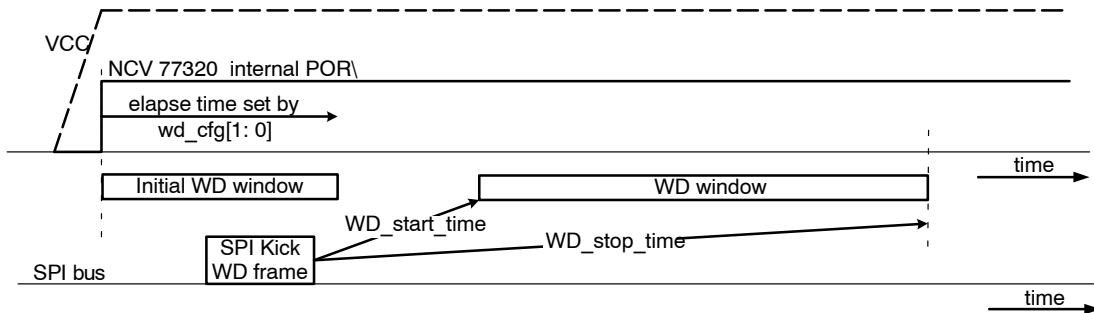 VCC
NCV 77320 internal POR\
elapse time set by
wd_cfg[1: 0]
time
Initial WD window
WD window
WD_start_time
WD_stop_time
SPI Kick
WD frame
SPI bus
time